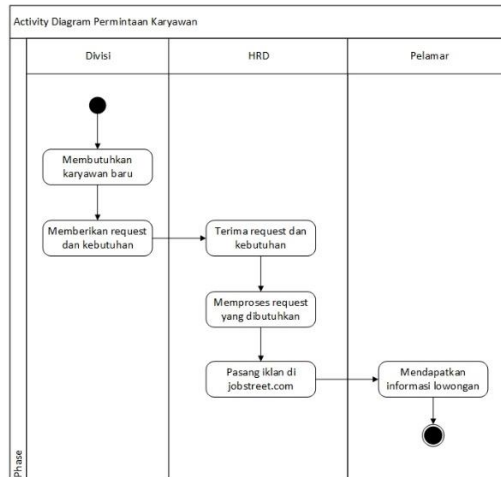 Activity Diagram Permintaan Karyawan
Divisi
HRD
Pelamar
Membutuhkan
karyawan baru
Memberikan request
dan kebutuhan
Terima request dan
kebutuhan
Memproses request
yang dibutuhkan
Pasang iklan di
jobstreet.com
Mendapatkan
informasi lowongan
Phase